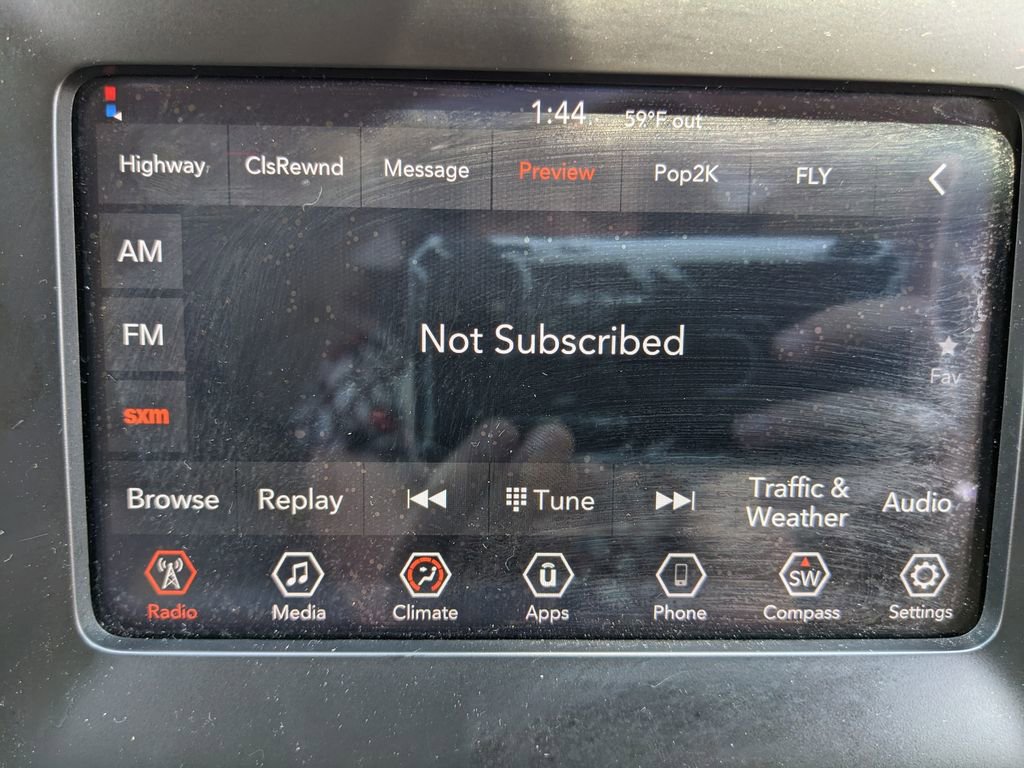 1:44 59°F out
Highway ClsRewnd Message Preview Pop2K FLY
AM
FM
Not Subscribed
Fav
sxm
Browse Replay Tune Traffic &
Weather Audio
SW
Radio Media Climate Apps Phone Compass Settings